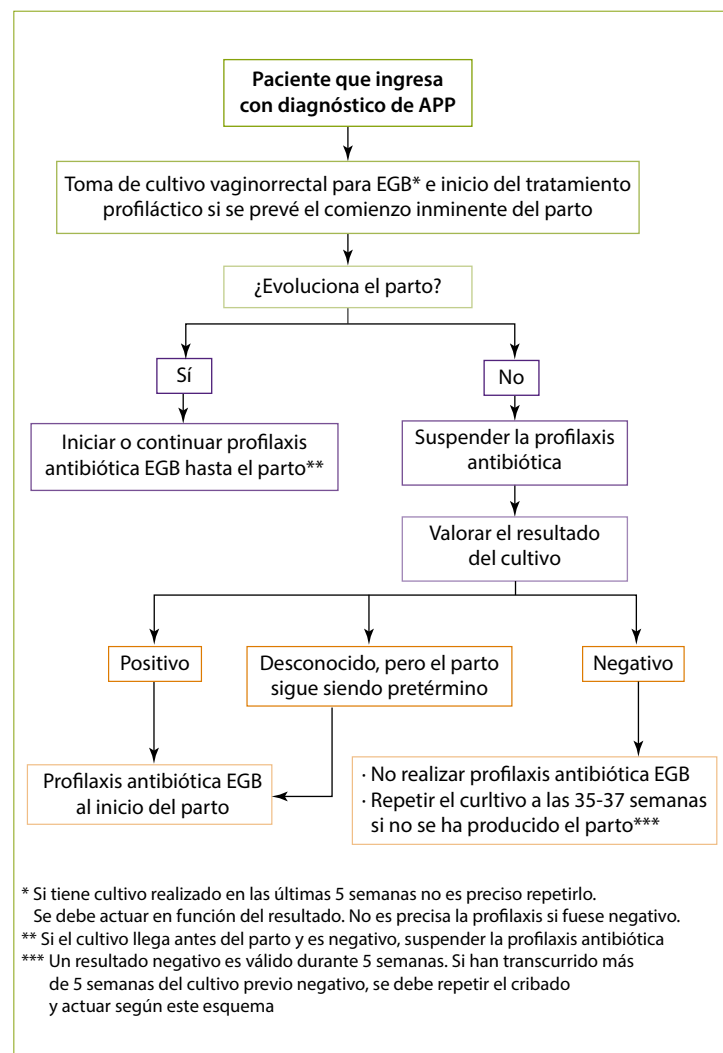 Paciente que ingresa
con diagnóstico de APP
Toma de cultivo vaginorrectal para EGB* e inicio del tratamiento
profiláctico si se prevé el comienzo inminente del parto
¿Evoluciona el parto?
Sí
No
Iniciar o continuar profilaxis
antibiótica EGB hasta el parto**
Suspender la profilaxis
antibiótica
Valorar el resultado
del cultivo
Positivo
Desconocido, pero el parto
sigue siendo pretérmino
Negativo
Profilaxis antibiótica EGB
al inicio del parto
· No realizar profilaxis antibiótica EGB
· Repetir el curltivo a las 35-37 semanas
si no se ha producido el parto***
* Si tiene cultivo realizado en las últimas 5 semanas no es preciso repetirlo.
Se debe actuar en función del resultado. No es precisa la profilaxis si fuese negativo.
** Si el cultivo llega antes del parto y es negativo, suspender la profilaxis antibiótica
*** Un resultado negativo es válido durante 5 semanas. Si han transcurrido más
de 5 semanas del cultivo previo negativo, se debe repetir el cribado
y actuar según este esquema